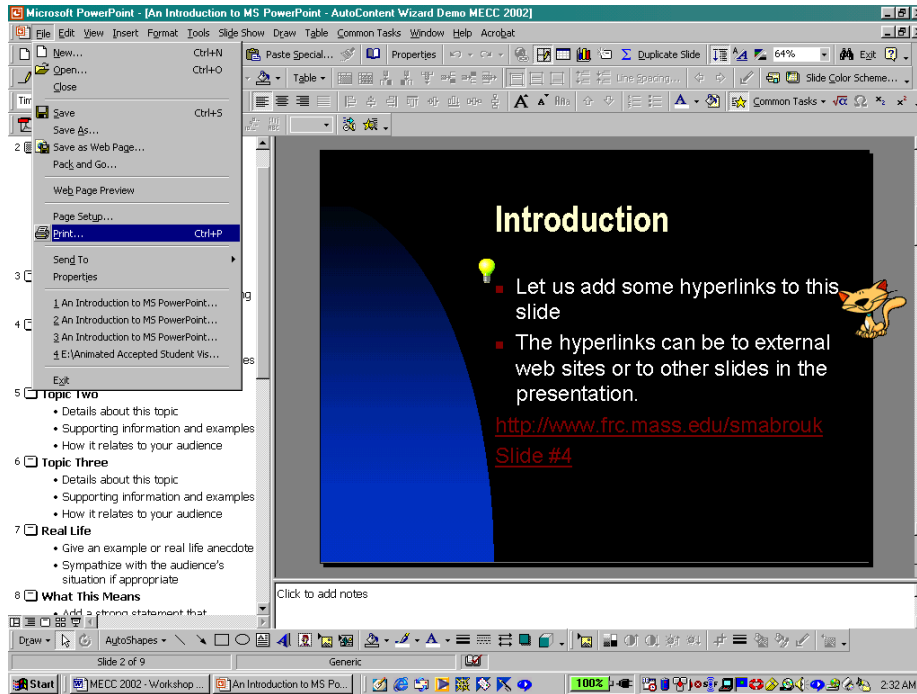 Microsoft PowerPoint - [An Introduction to MS PowerPoint - AutoContent Wizard Demo MECC 2002]
File Edit View Insert Format Tools Slide Show Draw Table Common Tasks Window Help Acrobat
Paste Special... Properties Duplicate Slide 64% Exit
Table Line Spacing... Slide Color Scheme...
Tim Common Tasks
New... Ctrl+N
Open... Ctrl+O
Close
Save Ctrl+S
Save As...
Save as Web Page...
Pack and Go...
Web Page Preview
Page Setup...
Print... Ctrl+P
Send To
Properties
1 An Introduction to MS PowerPoint...
2 An Introduction to MS PowerPoint...
3 An Introduction to MS PowerPoint...
4 E:\Animated Accepted Student Vis...
Exit
2
3
4
5 Topic Two
• Details about this topic
• Supporting information and examples
• How it relates to your audience
6 Topic Three
• Details about this topic
• Supporting information and examples
• How it relates to your audience
7 Real Life
• Give an example or real life anecdote
• Sympathize with the audience's
situation if appropriate
8 What This Means
• Add a strong statement that
Introduction
Let us add some hyperlinks to this
slide
The hyperlinks can be to external
web sites or to other slides in the
presentation.
http://www.frc.mass.edu/smabrouk
Slide #4
Click to add notes
Draw AutoShapes
Slide 2 of 9 Generic
Start MECC 2002 - Workshop ... An Introduction to MS Po... 100% 2:32 AM